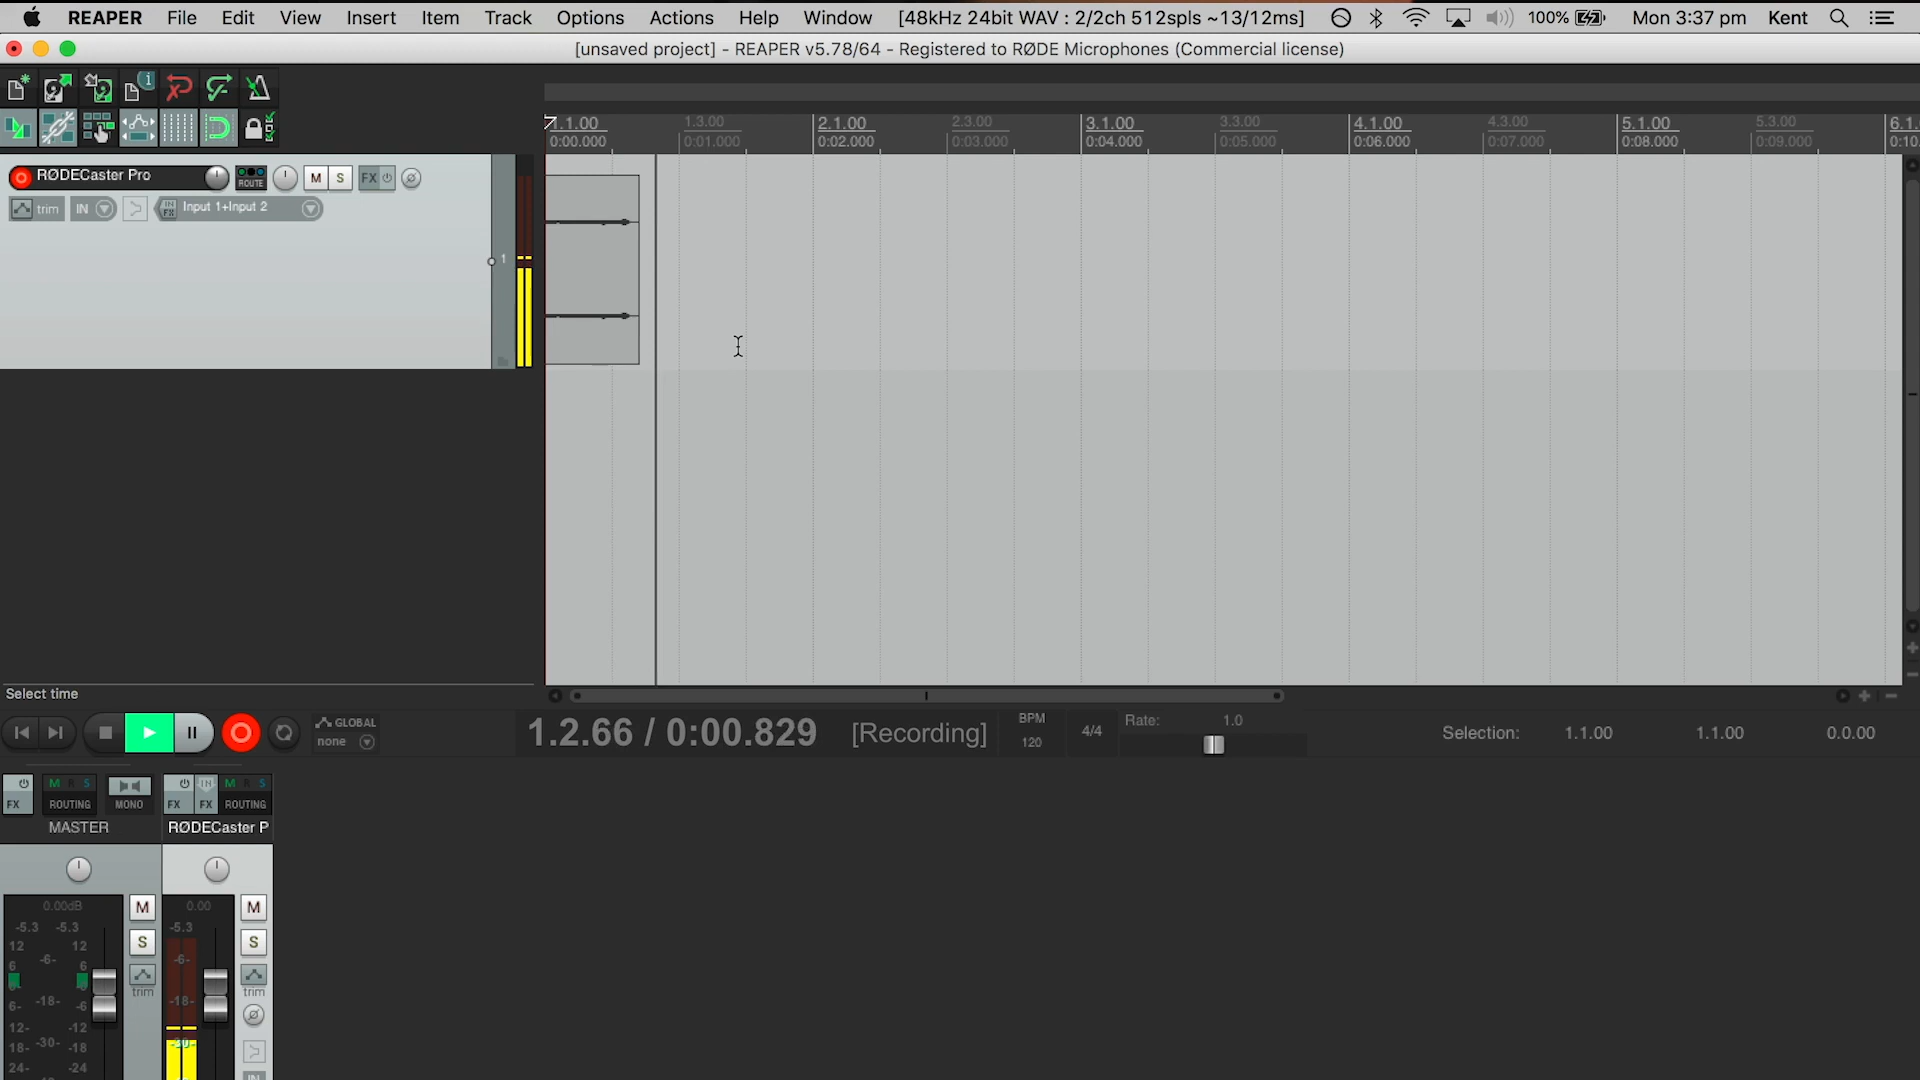 REAPER File Edit View Insert Item Track Options Actions Help Window [48kHz 24bit WAV : 2/2ch 512spls ~13/12ms] 100% Mon 3:37 pm Kent
[unsaved project] - REAPER v5.78/64 - Registered to RØDE Microphones (Commercial license)
1.1.00 1.3.00 2.1.00 2.3.00 3.1.00 3.3.00 4.1.00 4.3.00 5.1.00 5.3.00 6.1.
0:00.000 0:01.000 0:02.000 0:03.000 0:04.000 0:05.000 0:06.000 0:07.000 0:08.000 0:09.000 0:10.
RØDECaster Pro ROUTE M S FX
trim IN IN FX Input 1+Input 2
1
Select time
GLOBAL
none
1.2.66 / 0:00.829 [Recording]
BPM
120
4/4
Rate: 1.0
Selection: 1.1.00 1.1.00 0.0.00
M R S IN M R S
FX ROUTING MONO FX FX ROUTING
MASTER RØDECaster P
0.00dB M 0.00 M
-5.3 -5.3 -5.3
12 12 S S
-6- -6-
6 6
trim trim
6- -18- -6 -18-
12- -12
18- -30- -18 -30-
24- -24
IN